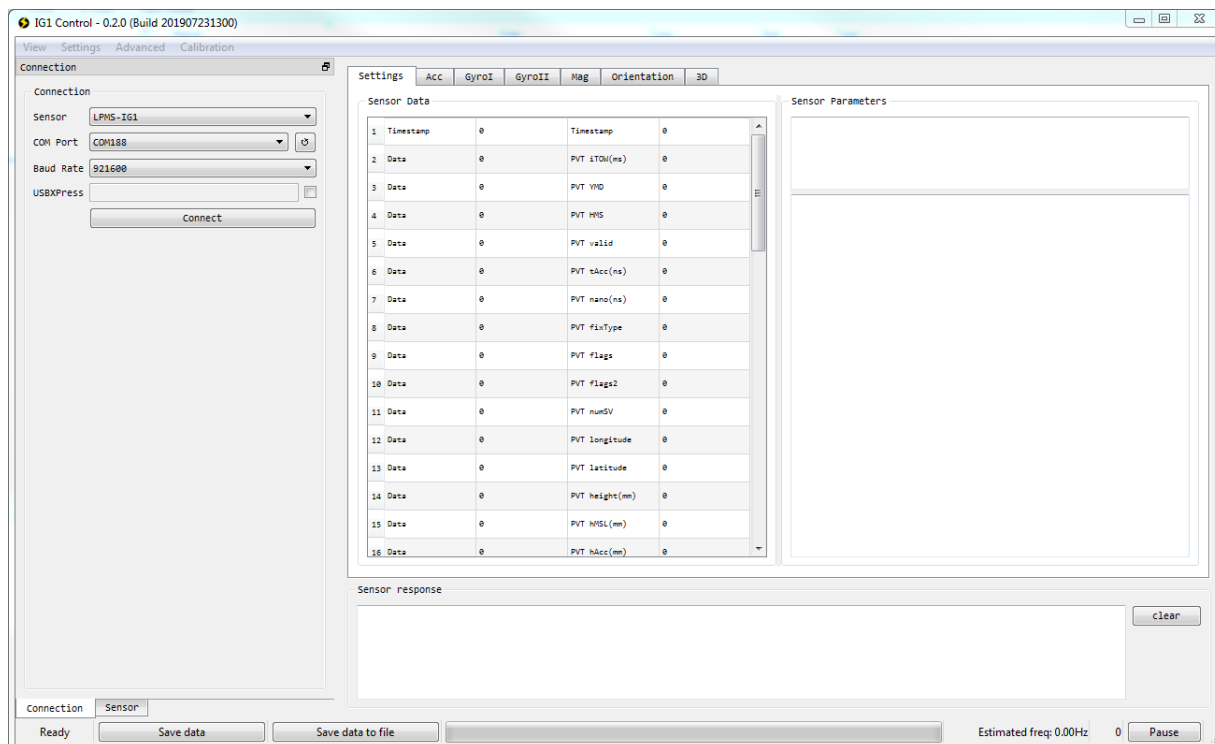 IG1 Control - 0.2.0 (Build 201907231300)
View Settings Advanced Calibration
Connection
Connection
Sensor LPMS-IG1
COM Port COM188
Baud Rate 921600
USBXPress
Connect
Settings Acc GyroI GyroII Mag Orientation 3D
Sensor Data
1 Timestamp 0 Timestamp 0
2 Data 0 PVT iTOW(ms) 0
3 Data 0 PVT YMD 0
4 Data 0 PVT HMS 0
5 Data 0 PVT valid 0
6 Data 0 PVT tAcc(ns) 0
7 Data 0 PVT nano(ns) 0
8 Data 0 PVT fixType 0
9 Data 0 PVT flags 0
10 Data 0 PVT flags2 0
11 Data 0 PVT numSV 0
12 Data 0 PVT longitude 0
13 Data 0 PVT latitude 0
14 Data 0 PVT height(mm) 0
15 Data 0 PVT hMSL(mm) 0
16 Data 0 PVT hAcc(mm) 0
Sensor Parameters
Sensor response
clear
Connection Sensor
Ready Save data Save data to file Estimated freq: 0.00Hz 0 Pause